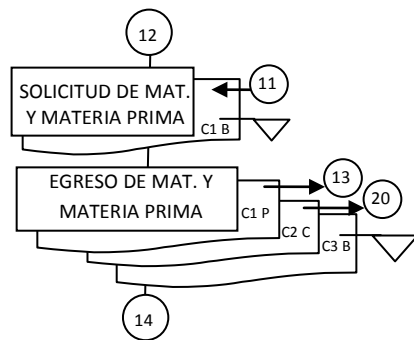 12
SOLICITUD DE MAT.
Y MATERIA PRIMA
11
C1 B
EGRESO DE MAT. Y
MATERIA PRIMA
13
C1 P
20
C2 C
C3 B
14